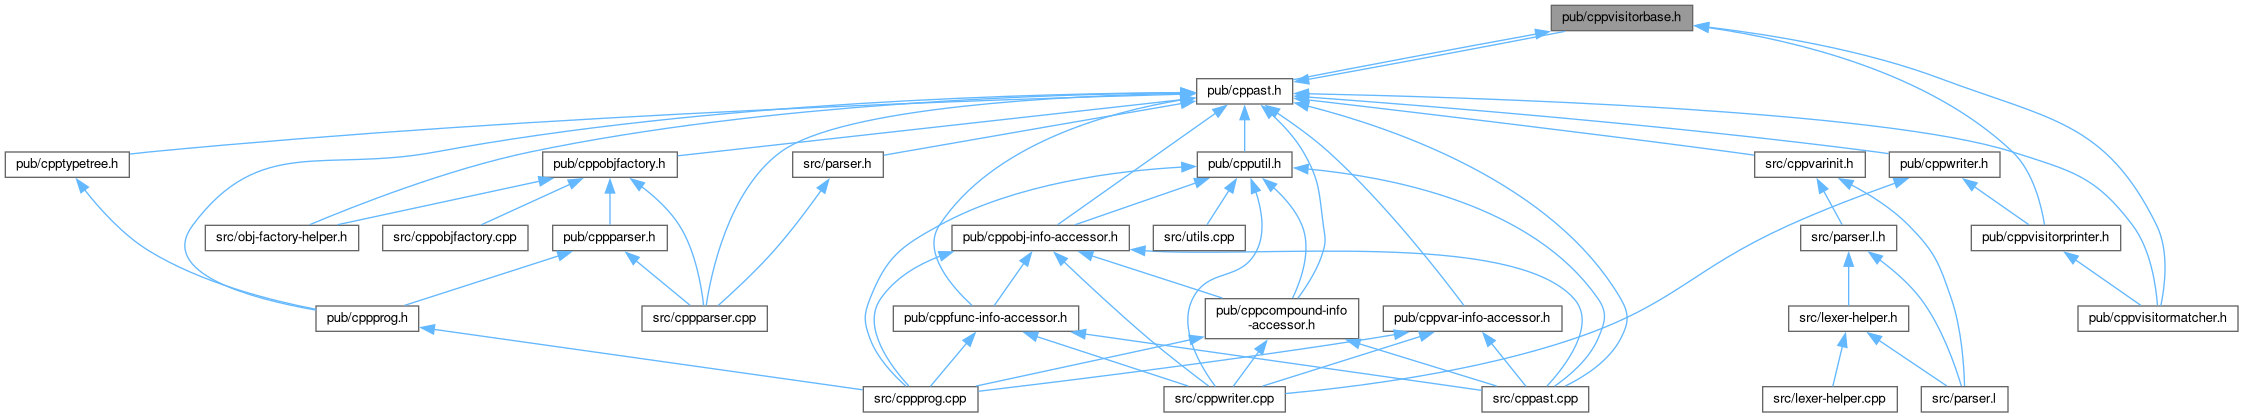 pub/cppvisitorbase.h
pub/cppast.h
pub/cpptypetree.h
pub/cppobjfactory.h
src/parser.h
pub/cpputil.h
src/cppvarinit.h
pub/cppwriter.h
src/obj-factory-helper.h
src/cppobjfactory.cpp
pub/cppparser.h
pub/cppobj-info-accessor.h
src/utils.cpp
src/parser.l.h
pub/cppvisitorprinter.h
pub/cppprog.h
src/cppparser.cpp
pub/cppfunc-info-accessor.h
pub/cppcompound-info
-accessor.h
pub/cppvar-info-accessor.h
src/lexer-helper.h
pub/cppvisitormatcher.h
src/cppprog.cpp
src/cppwriter.cpp
src/cppast.cpp
src/lexer-helper.cpp
src/parser.l